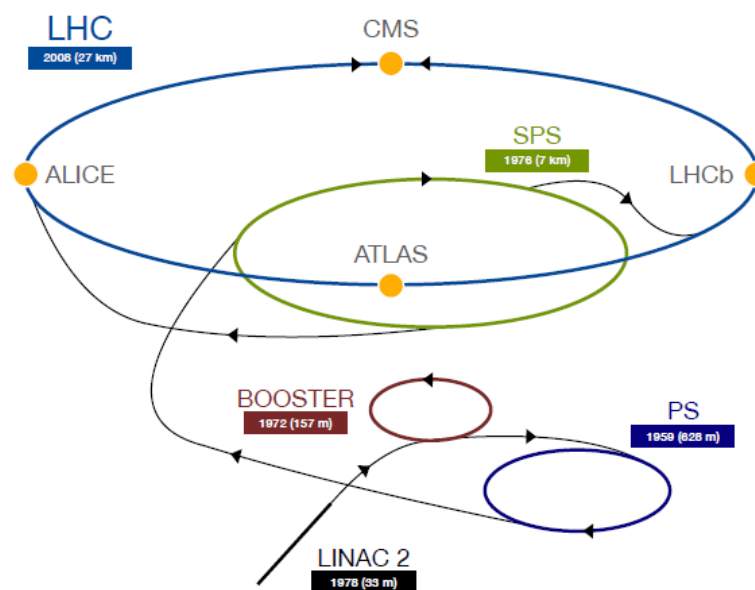 LHC
2008 (27 km)
CMS
SPS
1976 (7 km)
ALICE
LHCb
ATLAS
BOOSTER
1972 (157 m)
PS
1959 (628 m)
LINAC 2
1978 (33 m)